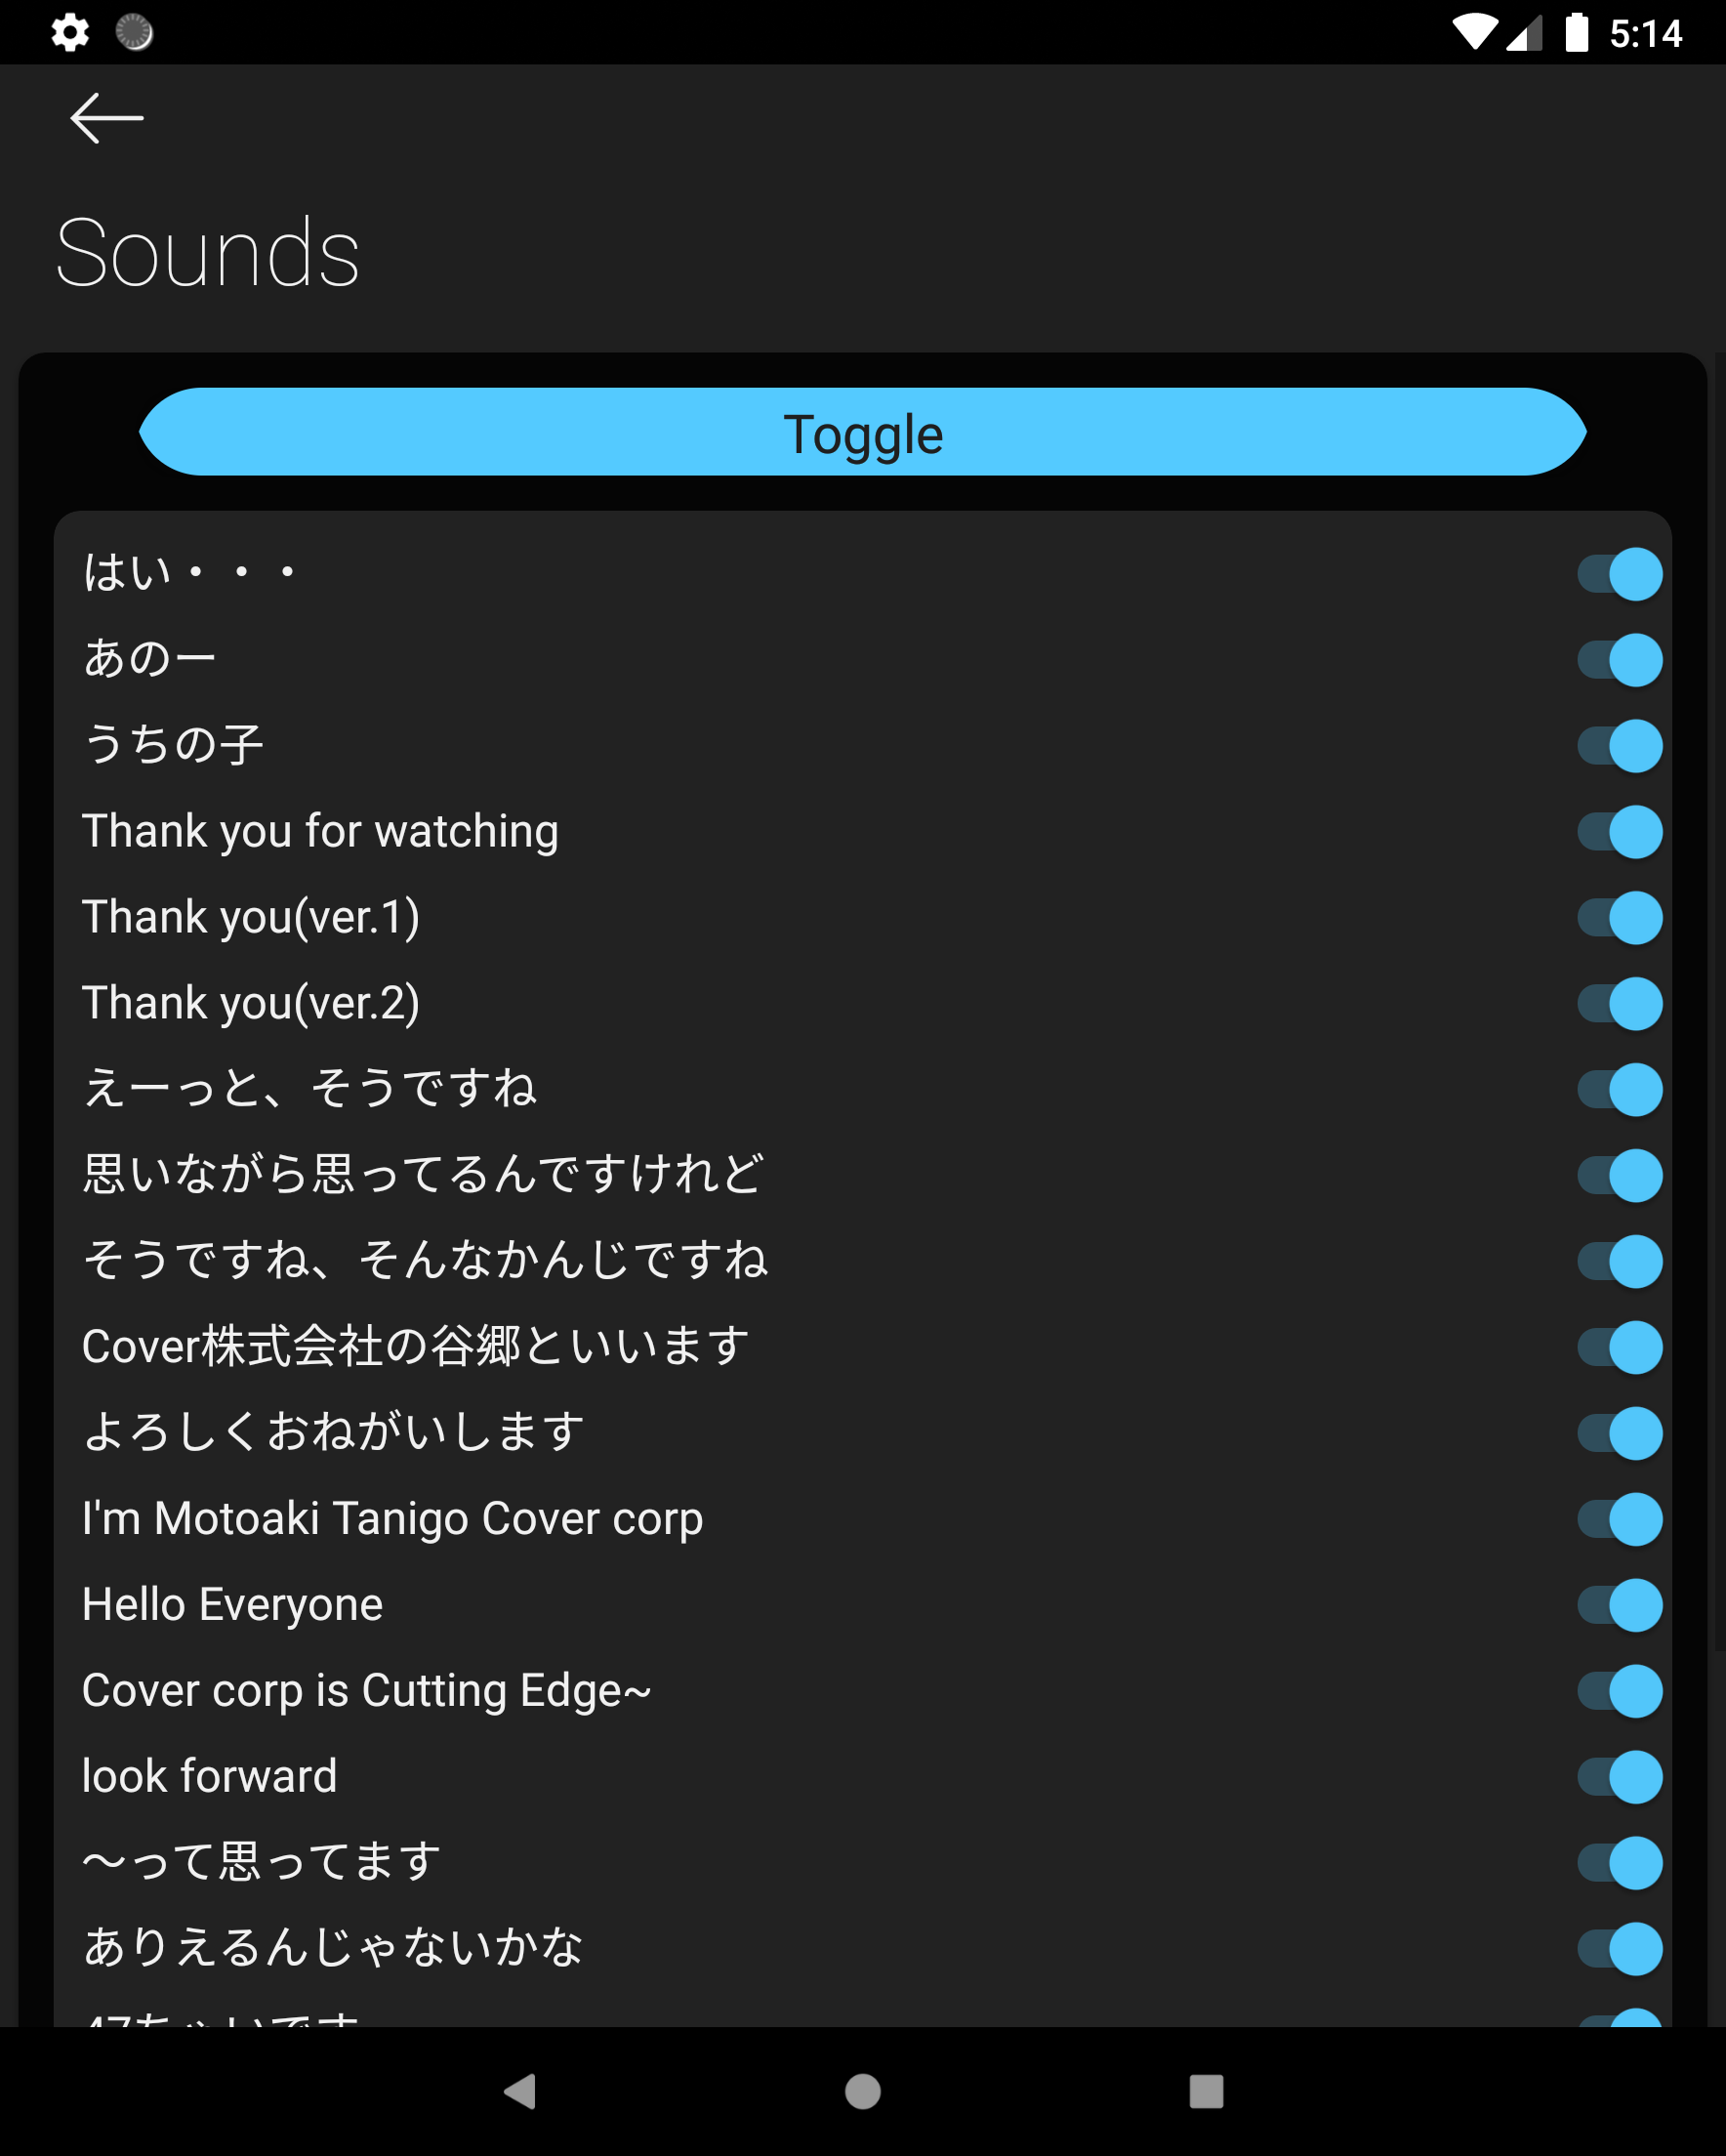 5:14
Sounds
Toggle
はい・・・
あのー
うちの子
Thank you for watching
Thank you(ver.1)
Thank you(ver.2)
えーっと、そうですね
思いながら思ってるんですけれど
そうですね、そんなかんじですね
Cover株式会社の谷郷といいます
よろしくおねがいします
I'm Motoaki Tanigo Cover corp
Hello Everyone
Cover corp is Cutting Edge~
look forward
～って思ってます
ありえるんじゃないかな